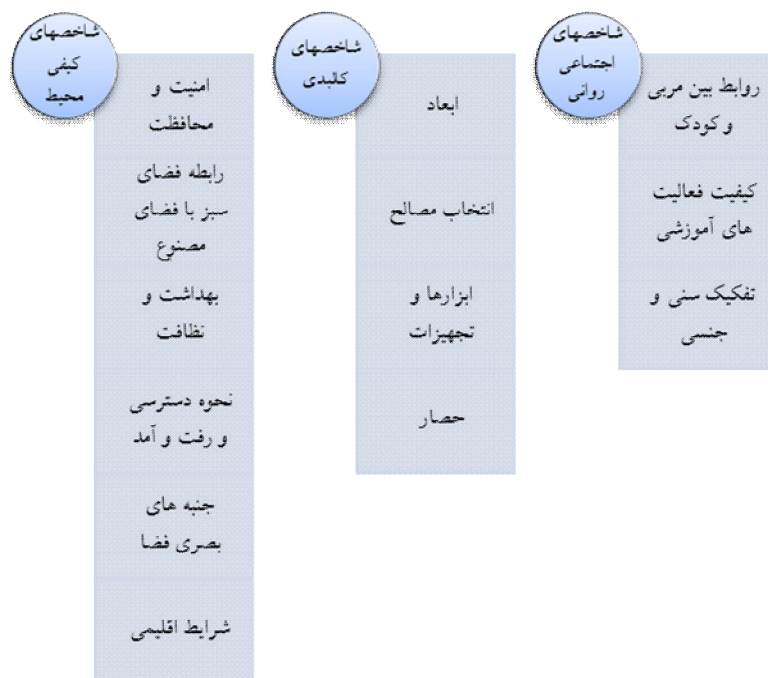 شاخصهای
اجتماعی
روانی
روابط بین مربی
و کودک
کیفیت فعالیت
های آموزشی
تفکیک سنی و
جنسی
شاخصهای
کالبدی
ابعاد
انتخاب مصالح
ابزارها و
تجهیزات
حصار
شاخصهای
کیفی
محیط
امنیت و
محافظت
رابطه فضای
سبز با فضای
مصنوع
بهداشت و
نظافت
نحوه دسترسی
و رفت و آمد
جنبه های
بصری فضا
شرایط اقلیمی